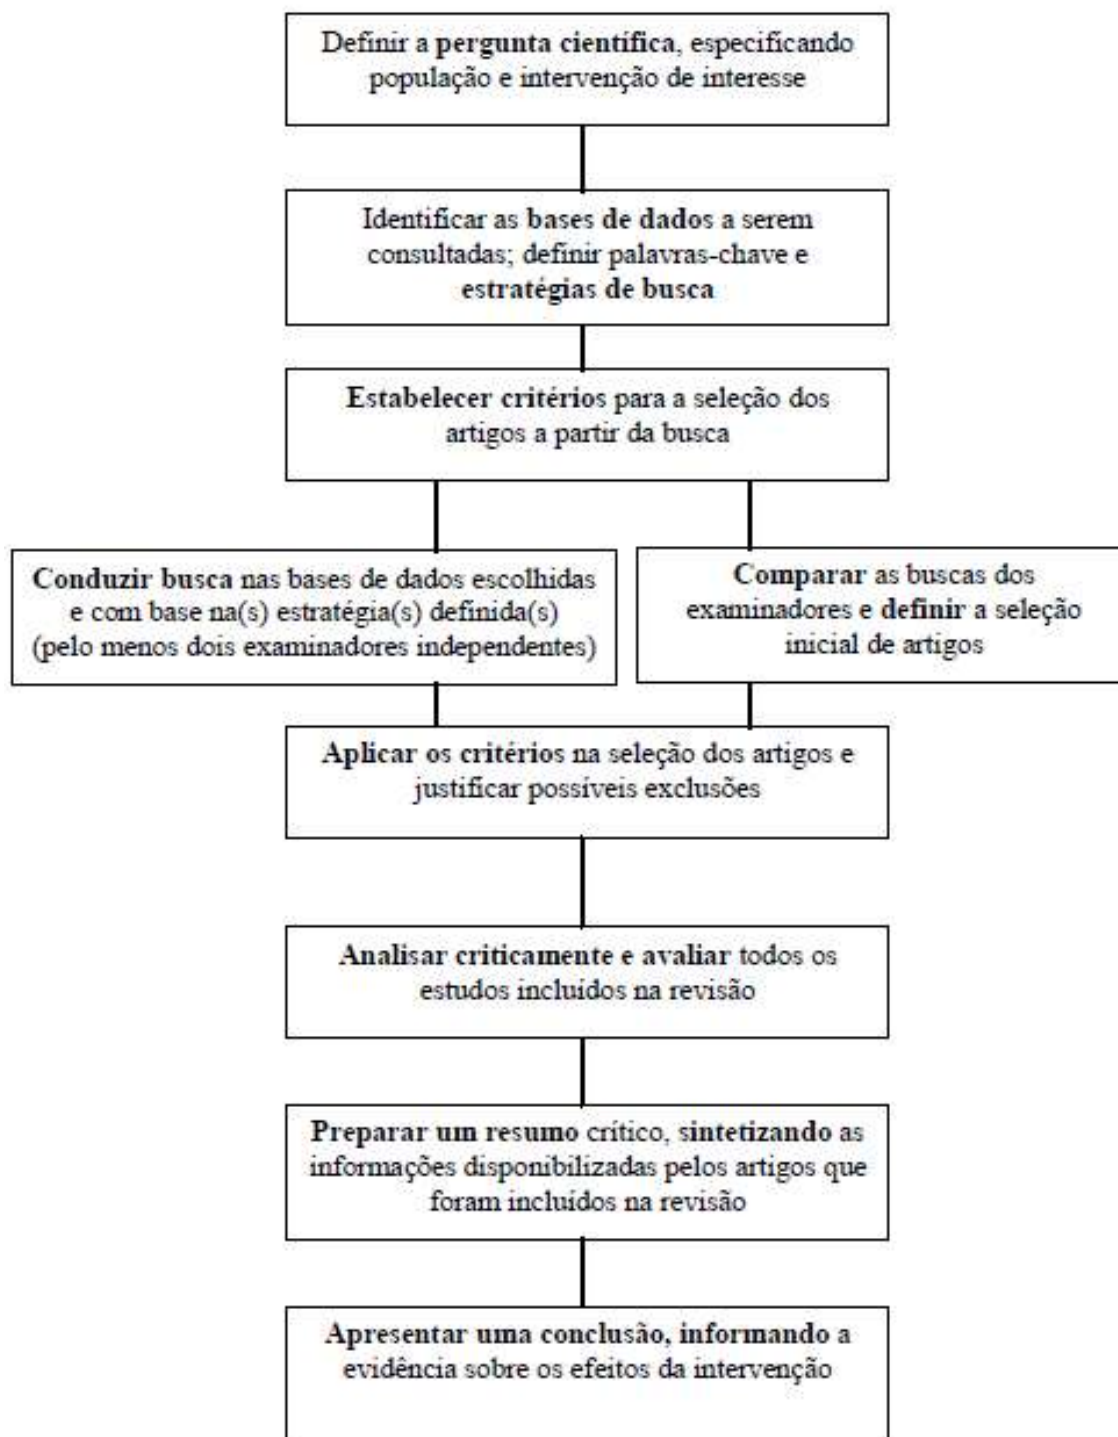 Definir a pergunta científica, especificando
população e intervenção de interesse
Identificar as bases de dados a serem
consultadas; definir palavras-chave e
estratégias de busca
Estabelecer critérios para a seleção dos
artigos a partir da busca
Conduzir busca nas bases de dados escolhidas
e com base na(s) estratégia(s) definida(s)
(pelo menos dois examinadores independentes)
Comparar as buscas dos
examinadores e definir a seleção
inicial de artigos
Aplicar os critérios na seleção dos artigos e
justificar possíveis exclusões
Analisar criticamente e avaliar todos os
estudos incluídos na revisão
Preparar um resumo crítico, sintetizando as
informações disponibilizadas pelos artigos que
foram incluídos na revisão
Apresentar uma conclusão, informando a
evidência sobre os efeitos da intervenção